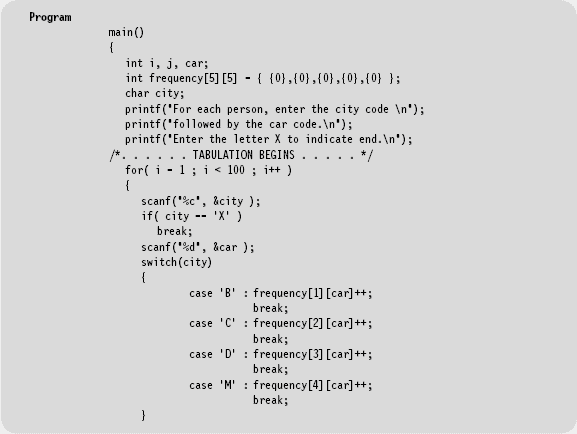 Program
main()
{
int i, j, car;
int frequency[5][5] = { {0},{0},{0},{0},{0} };
char city;
printf("For each person, enter the city code \n");
printf("followed by the car code.\n");
printf("Enter the letter X to indicate end.\n");
/*. . . . . . TABULATION BEGINS . . . . . */
for( i = 1 ; i < 100 ; i++ )
{
scanf("%c", &city );
if( city == 'X' )
break;
scanf("%d", &car );
switch(city)
{
case 'B' : frequency[1][car]++;
break;
case 'C' : frequency[2][car]++;
break;
case 'D' : frequency[3][car]++;
break;
case 'M' : frequency[4][car]++;
break;
}